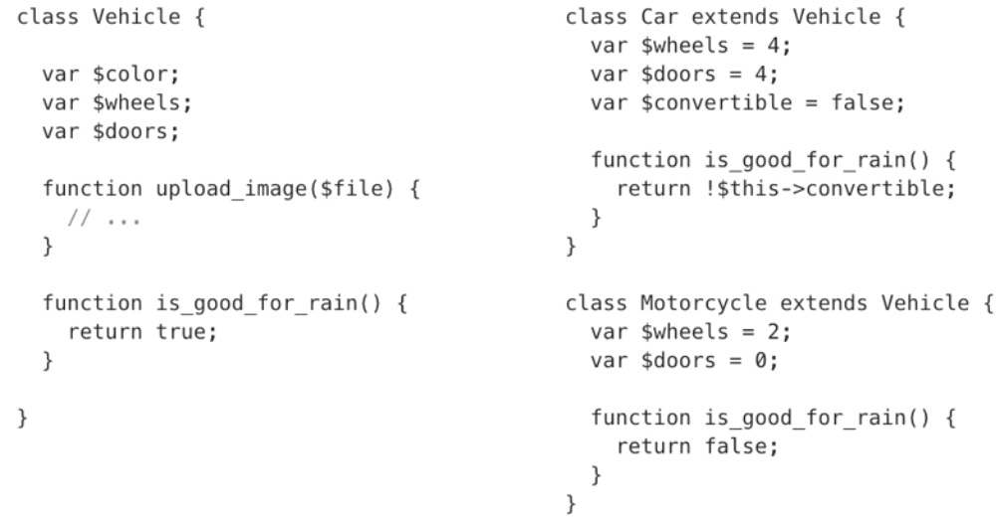 class Vehicle {
var $color;
var $wheels;
var $doors;
function upload_image($file) {
// ...
}
function is_good_for_rain() {
return true;
}
}
class Car extends Vehicle {
var $wheels = 4;
var $doors = 4;
var $convertible = false;
function is_good_for_rain() {
return !$this->convertible;
}
}
class Motorcycle extends Vehicle {
var $wheels = 2;
var $doors = 0;
function is_good_for_rain() {
return false;
}
}